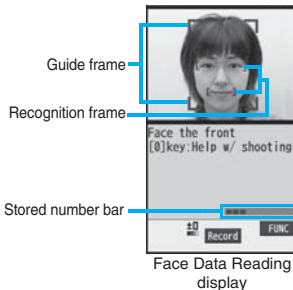 Guide frame
Recognition frame
Face the front
[0]key:Help w/ shooting
Stored number bar
±0
Record
FUNC
Face Data Reading
display